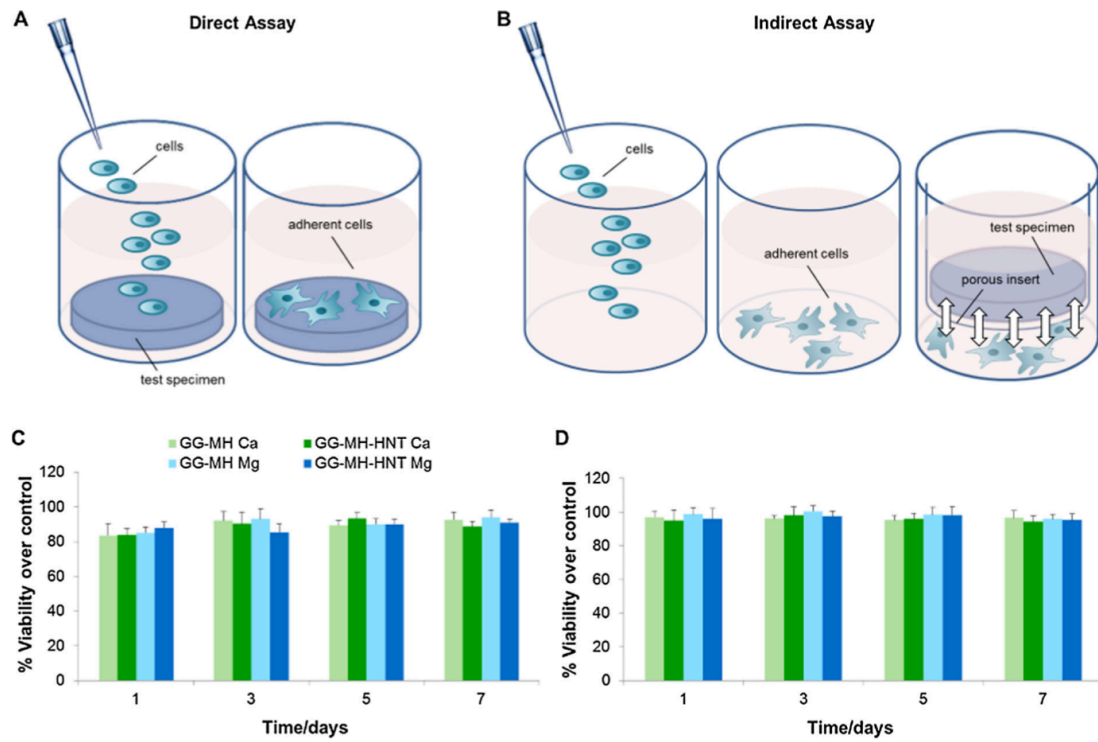 A
Direct Assay
cells
adherent cells
test specimen
B
Indirect Assay
cells
adherent cells
test specimen
porous insert
C
GG-MH Ca
GG-MH-HNT Ca
GG-MH Mg
GG-MH-HNT Mg
% Viability over control
120
100
80
60
40
20
0
1
3
5
7
Time/days
D
% Viability over control
120
100
80
60
40
20
0
1
3
5
7
Time/days